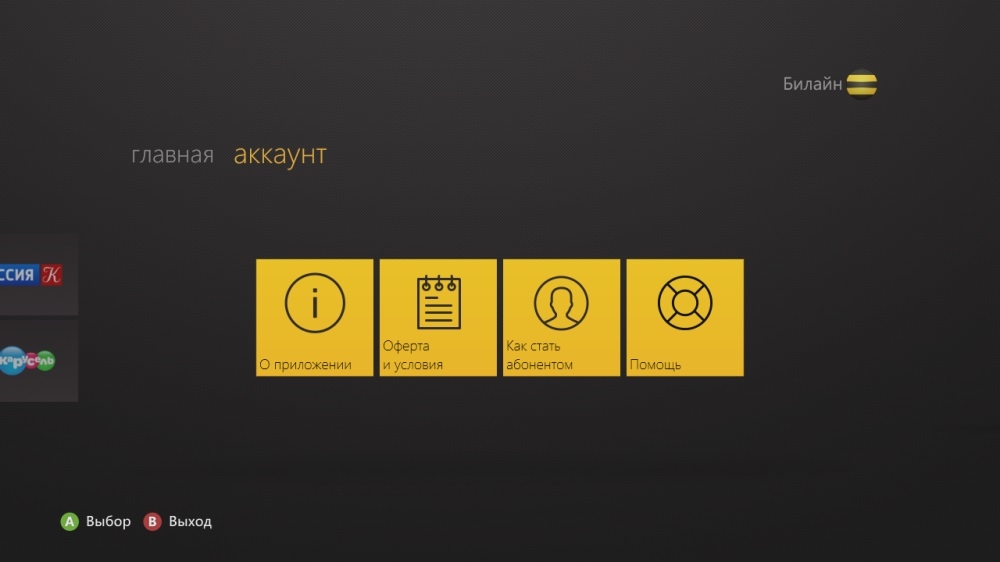 Билайн
главная аккаунт
ССИЯ К
карусель
О приложении
Оферта
и условия
Как стать
абонентом
Помощь
A Выбор B Выход